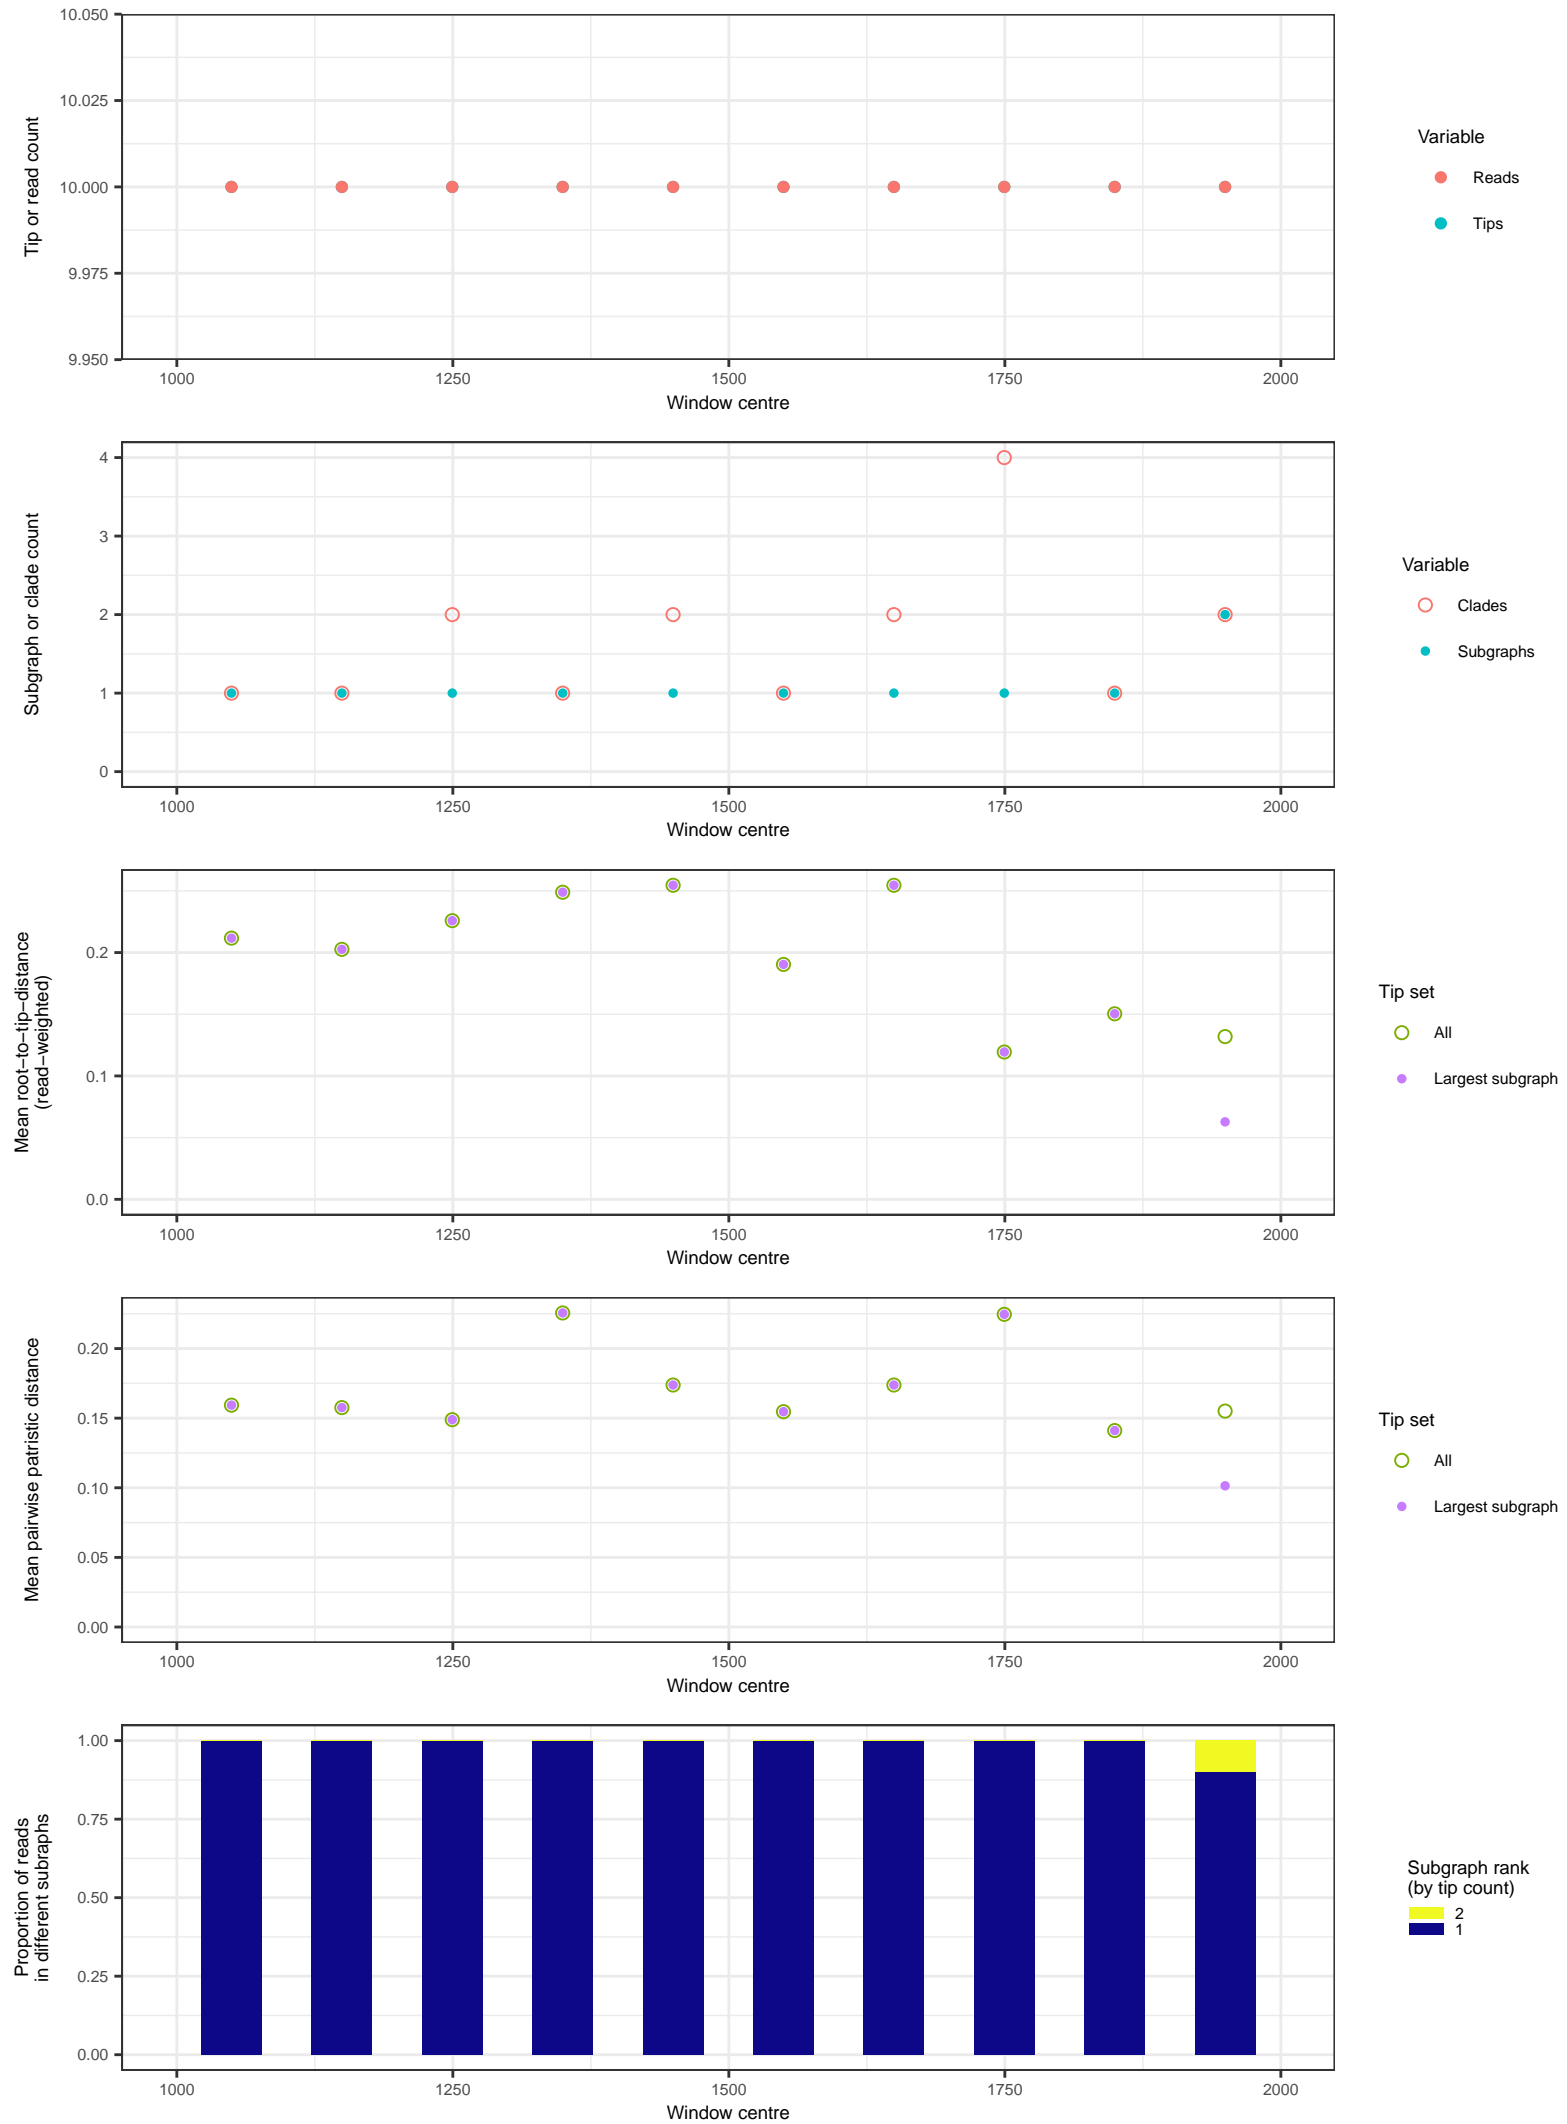 10.050
10.025
10.000
9.975
9.950
Tip or read count
1000 1250 1500 1750 2000
Window centre
Variable
Reads
Tips
4
3
2
1
0
Subgraph or clade count
1000 1250 1500 1750 2000
Window centre
Variable
Clades
Subgraphs
0.2
0.1
0.0
Mean root−to−tip−distance
(read−weighted)
1000 1250 1500 1750 2000
Window centre
Tip set
All
Largest subgraph
0.20
0.15
0.10
0.05
0.00
Mean pairwise patristic distance
1000 1250 1500 1750 2000
Window centre
Tip set
All
Largest subgraph
1.00
0.75
0.50
0.25
0.00
Proportion of reads
in different subraphs
1000 1250 1500 1750 2000
Window centre
Subgraph rank
(by tip count)
2
1